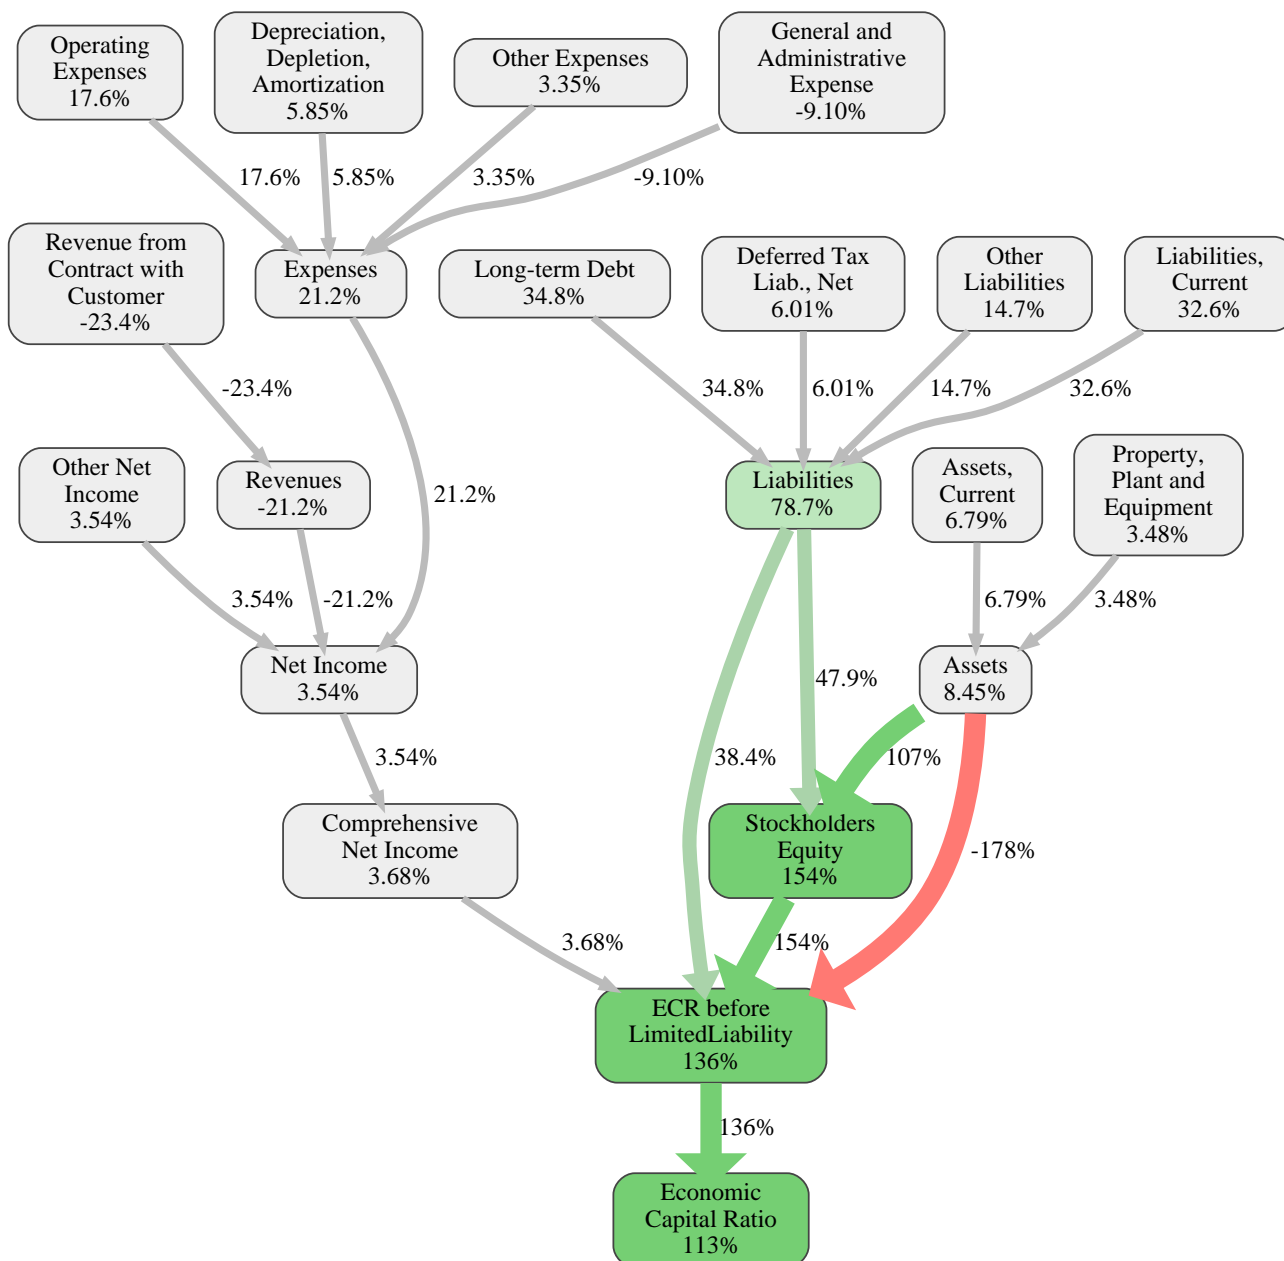 Operating
Expenses
17.6%
Depreciation,
Depletion,
Amortization
5.85%
Other Expenses
3.35%
General and
Administrative
Expense
-9.10%
17.6%
5.85%
3.35%
-9.10%
Revenue from
Contract with
Customer
-23.4%
Expenses
21.2%
Long-term Debt
34.8%
Deferred Tax
Liab., Net
6.01%
Other
Liabilities
14.7%
Liabilities,
Current
32.6%
-23.4%
34.8%
6.01%
14.7%
32.6%
Other Net
Income
3.54%
Revenues
-21.2%
21.2%
Liabilities
78.7%
Assets,
Current
6.79%
Property,
Plant and
Equipment
3.48%
3.54%
-21.2%
6.79%
3.48%
Net Income
3.54%
47.9%
Assets
8.45%
3.54%
38.4%
107%
Comprehensive
Net Income
3.68%
Stockholders
Equity
154%
-178%
3.68%
154%
ECR before
LimitedLiability
136%
136%
Economic
Capital Ratio
113%